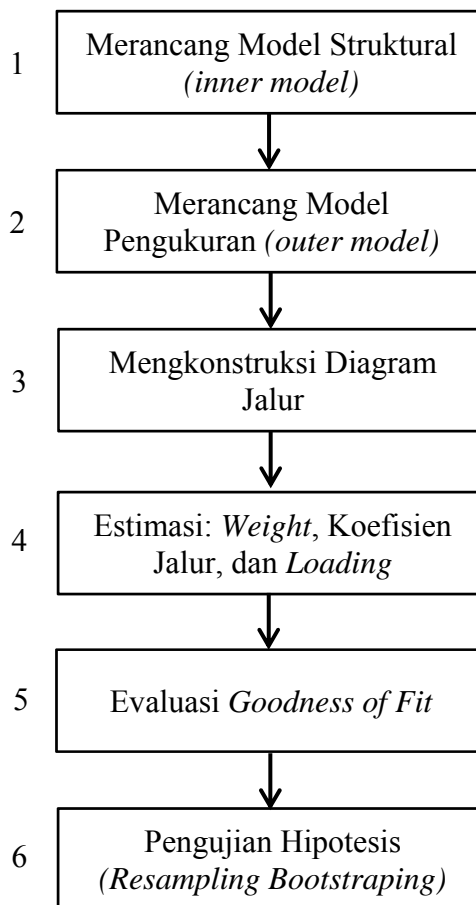 1
Merancang Model Struktural
(inner model)
2
Merancang Model
Pengukuran (outer model)
3
Mengkonstruksi Diagram
Jalur
4
Estimasi: Weight, Koefisien
Jalur, dan Loading
5
Evaluasi Goodness of Fit
6
Pengujian Hipotesis
(Resampling Bootstraping)